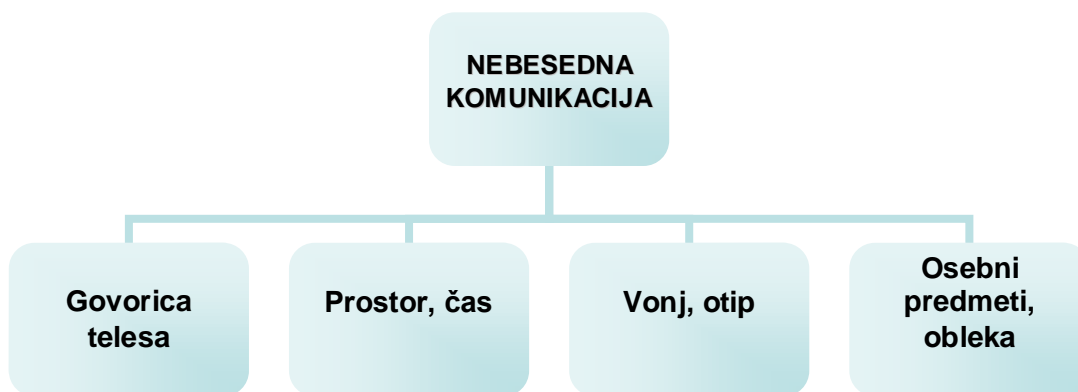 NEBESEDNA
KOMUNIKACIJA
Govorica
telesa
Prostor, čas
Vonj, otip
Osebni
predmeti,
obleka